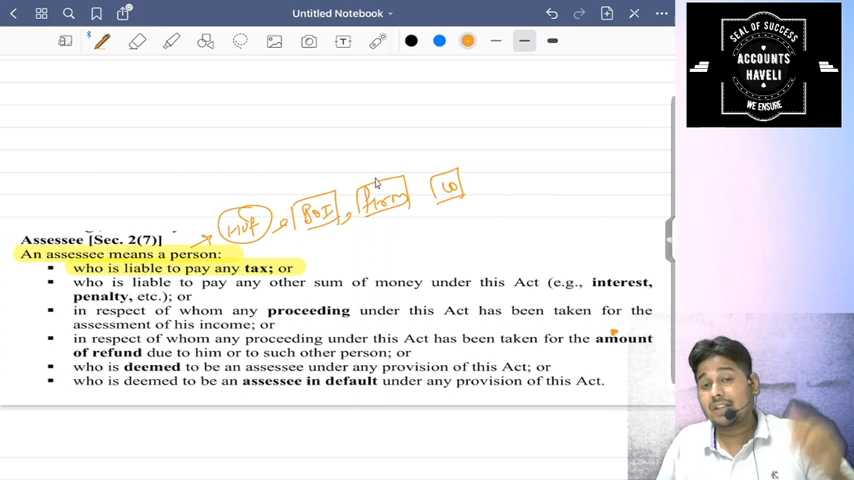 Untitled Notebook
SEAL OF SUCCESS
ACCOUNTS
HAVELI
WE ENSURE
T
HUF, BOI, firm co
Assessee [Sec. 2(7)]
An assessee means a person:
▪ who is liable to pay any tax; or
▪ who is liable to pay any other sum of money under this Act (e.g., interest,
penalty, etc.); or
▪ in respect of whom any proceeding under this Act has been taken for the
assessment of his income; or
▪ in respect of whom any proceeding under this Act has been taken for the amount
of refund due to him or to such other person; or
▪ who is deemed to be an assessee under any provision of this Act; or
▪ who is deemed to be an assessee in default under any provision of this Act.